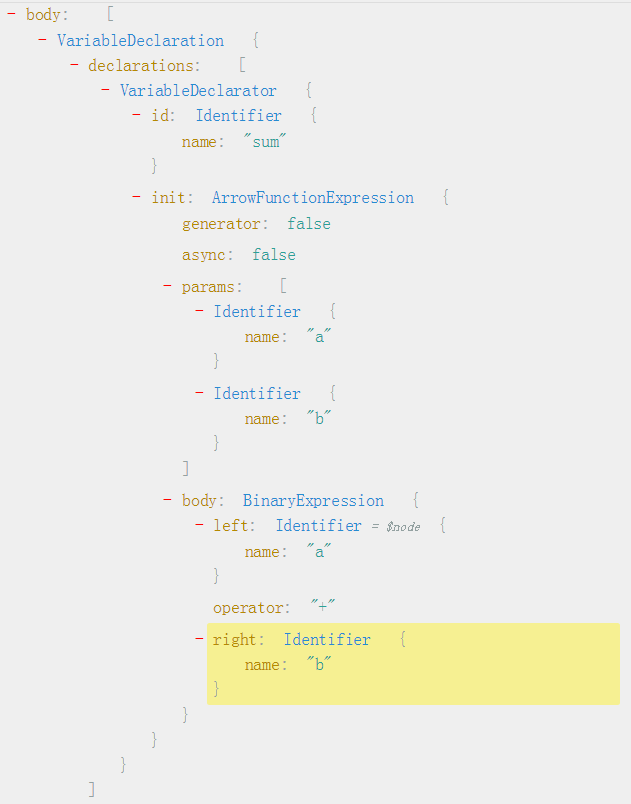 - body: [
- VariableDeclaration {
- declarations: [
- VariableDeclarator {
- id: Identifier {
name: "sum"
}
- init: ArrowFunctionExpression {
generator: false
async: false
- params: [
- Identifier {
name: "a"
}
- Identifier {
name: "b"
}
]
- body: BinaryExpression {
- left: Identifier = $node {
name: "a"
}
operator: "+"
- right: Identifier {
name: "b"
}
}
}
}
]